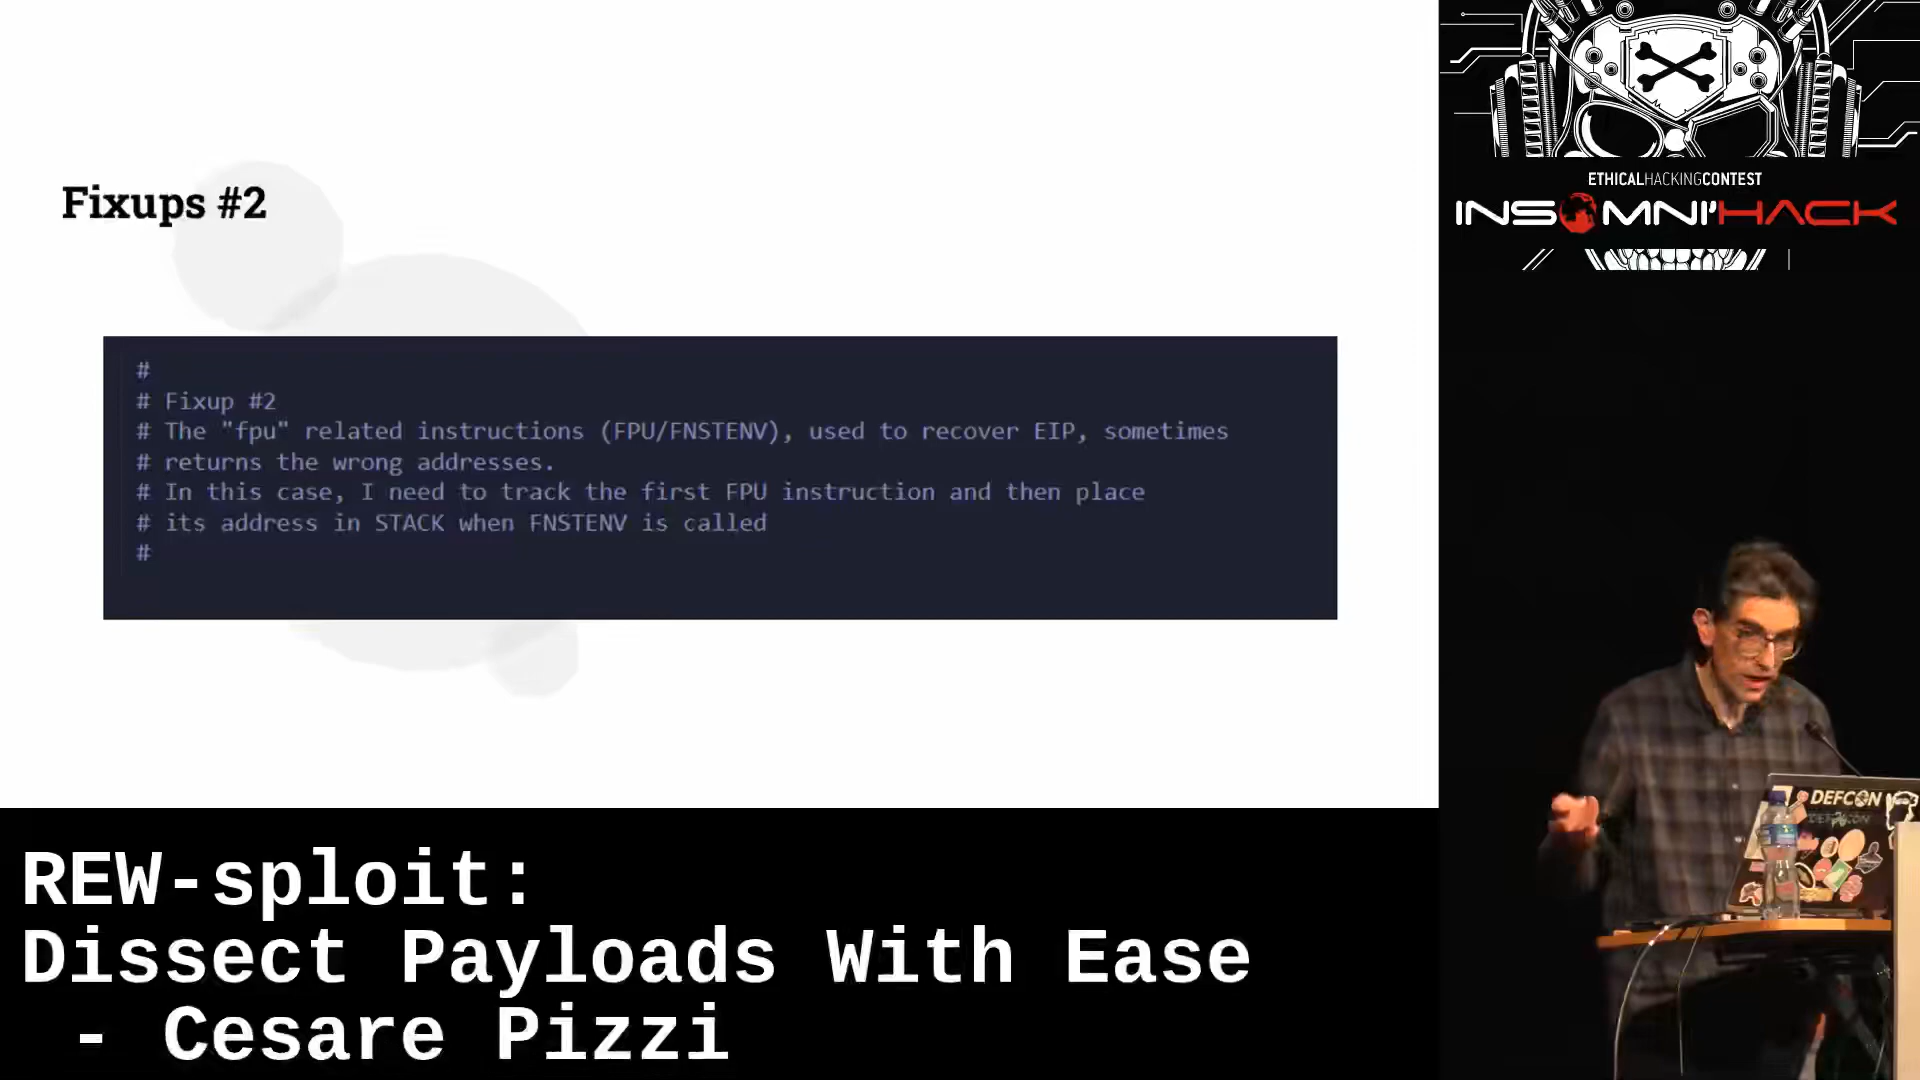 Fixups #2
#
# Fixup #2
# The "fpu" related instructions (FPU/FNSTENV), used to recover EIP, sometimes
# returns the wrong addresses.
# In this case, I need to track the first FPU instruction and then place
# its address in STACK when FNSTENV is called
#
ETHICALHACKINGCONTEST
INSOMNI'HACK
DEFCON
DEFCON
REW-sploit:
Dissect Payloads With Ease
- Cesare Pizzi